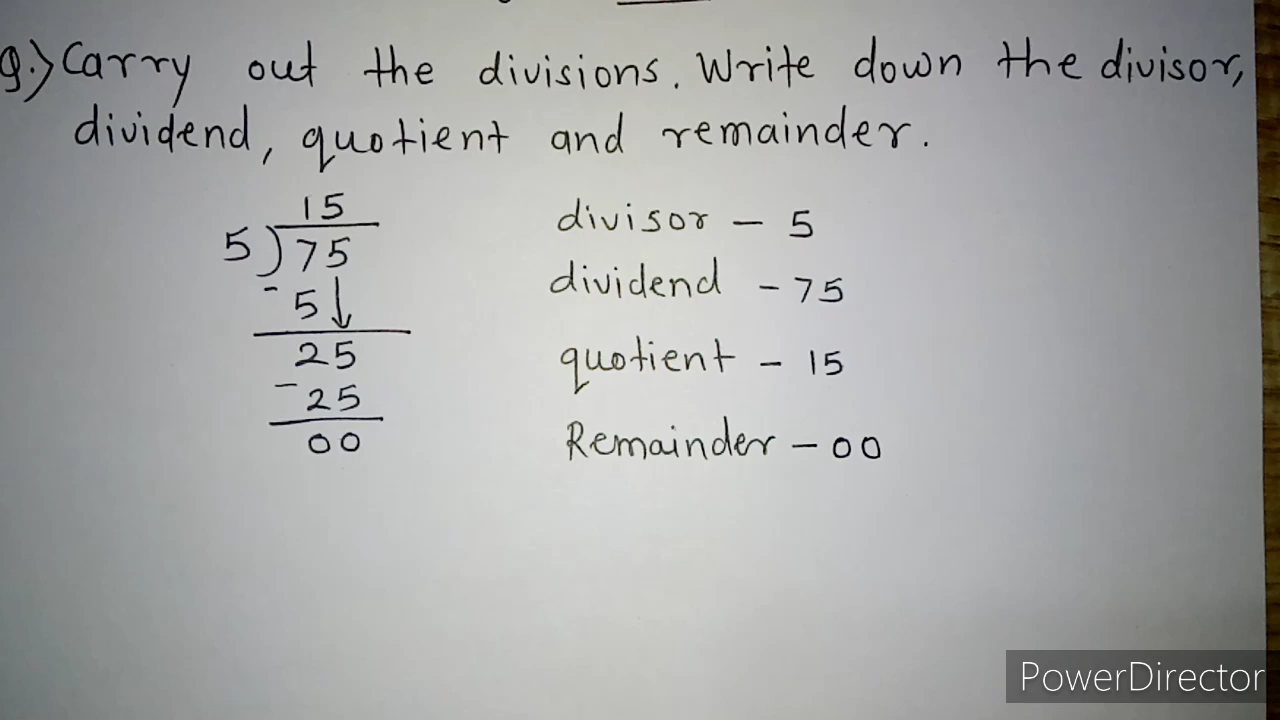 g.) Carry out the divisions. Write down the divisor,
dividend, quotient and remainder.
15
5)75
- 5↓
25
- 25
00
divisor - 5
dividend - 75
quotient - 15
Remainder - 00
PowerDirector